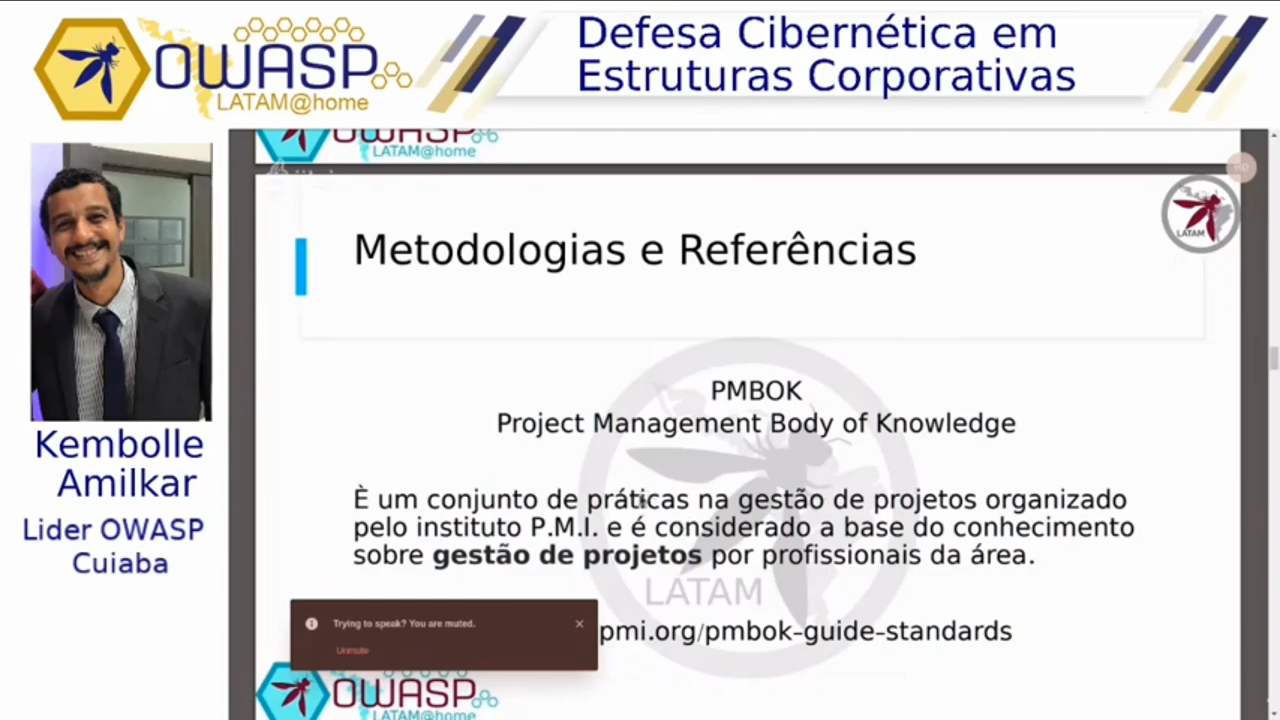 OWASP
LATAM@home
Defesa Cibernética em
Estruturas Corporativas
OWASP
LATAM@home
HD
LATAM
Metodologias e Referências
PMBOK
Project Management Body of Knowledge
È um conjunto de práticas na gestão de projetos organizado
pelo instituto P.M.I. e é considerado a base do conhecimento
sobre gestão de projetos por profissionais da área.
LATAM
pmi.org/pmbok-guide-standards
Trying to speak? You are muted.
Unmute
OWASP
LATAM@home
Kembolle
Amilkar
Lider OWASP
Cuiaba